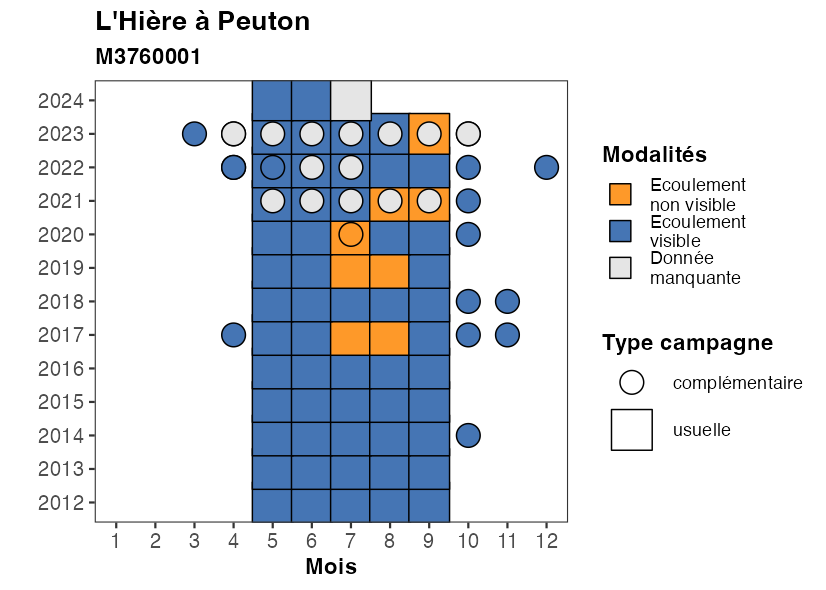 L'Hière à Peuton
M3760001
2024
2023
2022
2021
2020
2019
2018
2017
2016
2015
2014
2013
2012
1 2 3 4 5 6 7 8 9 10 11 12
Mois
Modalités
Ecoulement
non visible
Ecoulement
visible
Donnée
manquante
Type campagne
complémentaire
usuelle